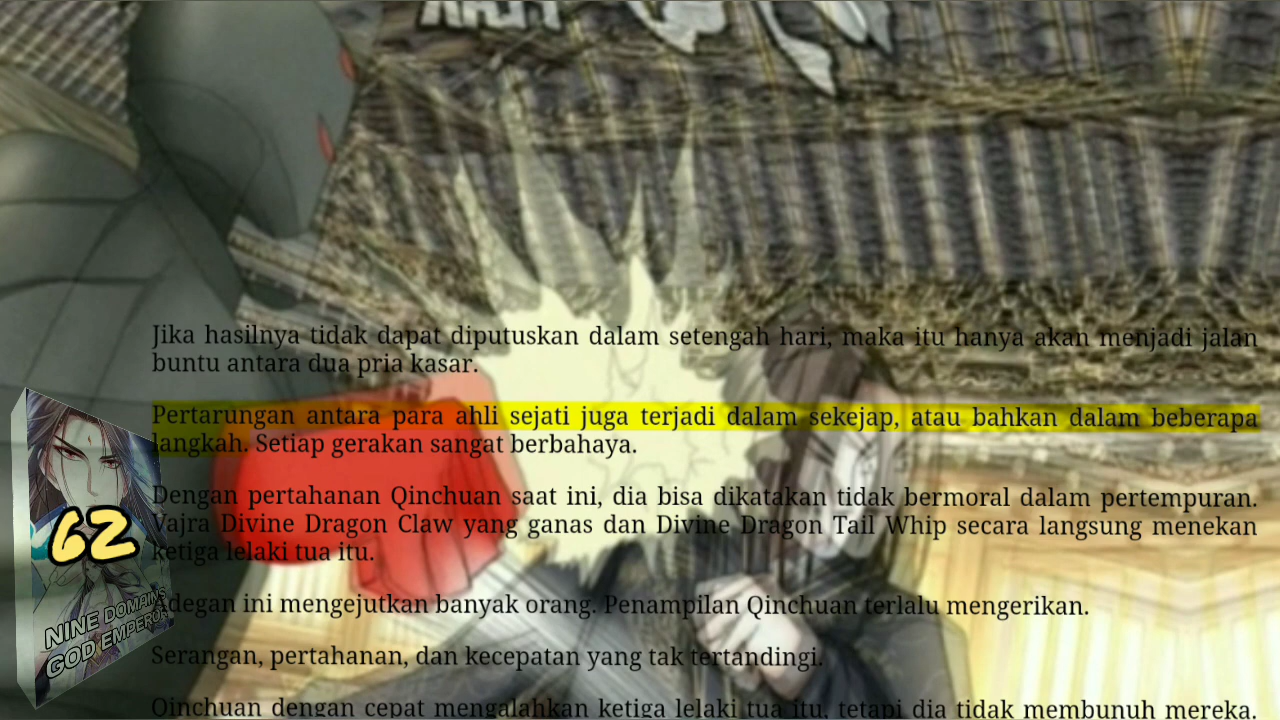 Jika hasilnya tidak dapat diputuskan dalam setengah hari, maka itu hanya akan menjadi jalan
buntu antara dua pria kasar.
Pertarungan antara para ahli sejati juga terjadi dalam sekejap, atau bahkan dalam beberapa
langkah. Setiap gerakan sangat berbahaya.
Dengan pertahanan Qinchuan saat ini, dia bisa dikatakan tidak bermoral dalam pertempuran.
Vajra Divine Dragon Claw yang ganas dan Divine Dragon Tail Whip secara langsung menekan
ketiga lelaki tua itu.
Adegan ini mengejutkan banyak orang. Penampilan Qinchuan terlalu mengerikan.
Serangan, pertahanan, dan kecepatan yang tak tertandingi.
Qinchuan dengan cepat mengalahkan ketiga lelaki tua itu, tetapi dia tidak membunuh mereka.
62
NINE DOMAINS
GOD EMPEROR